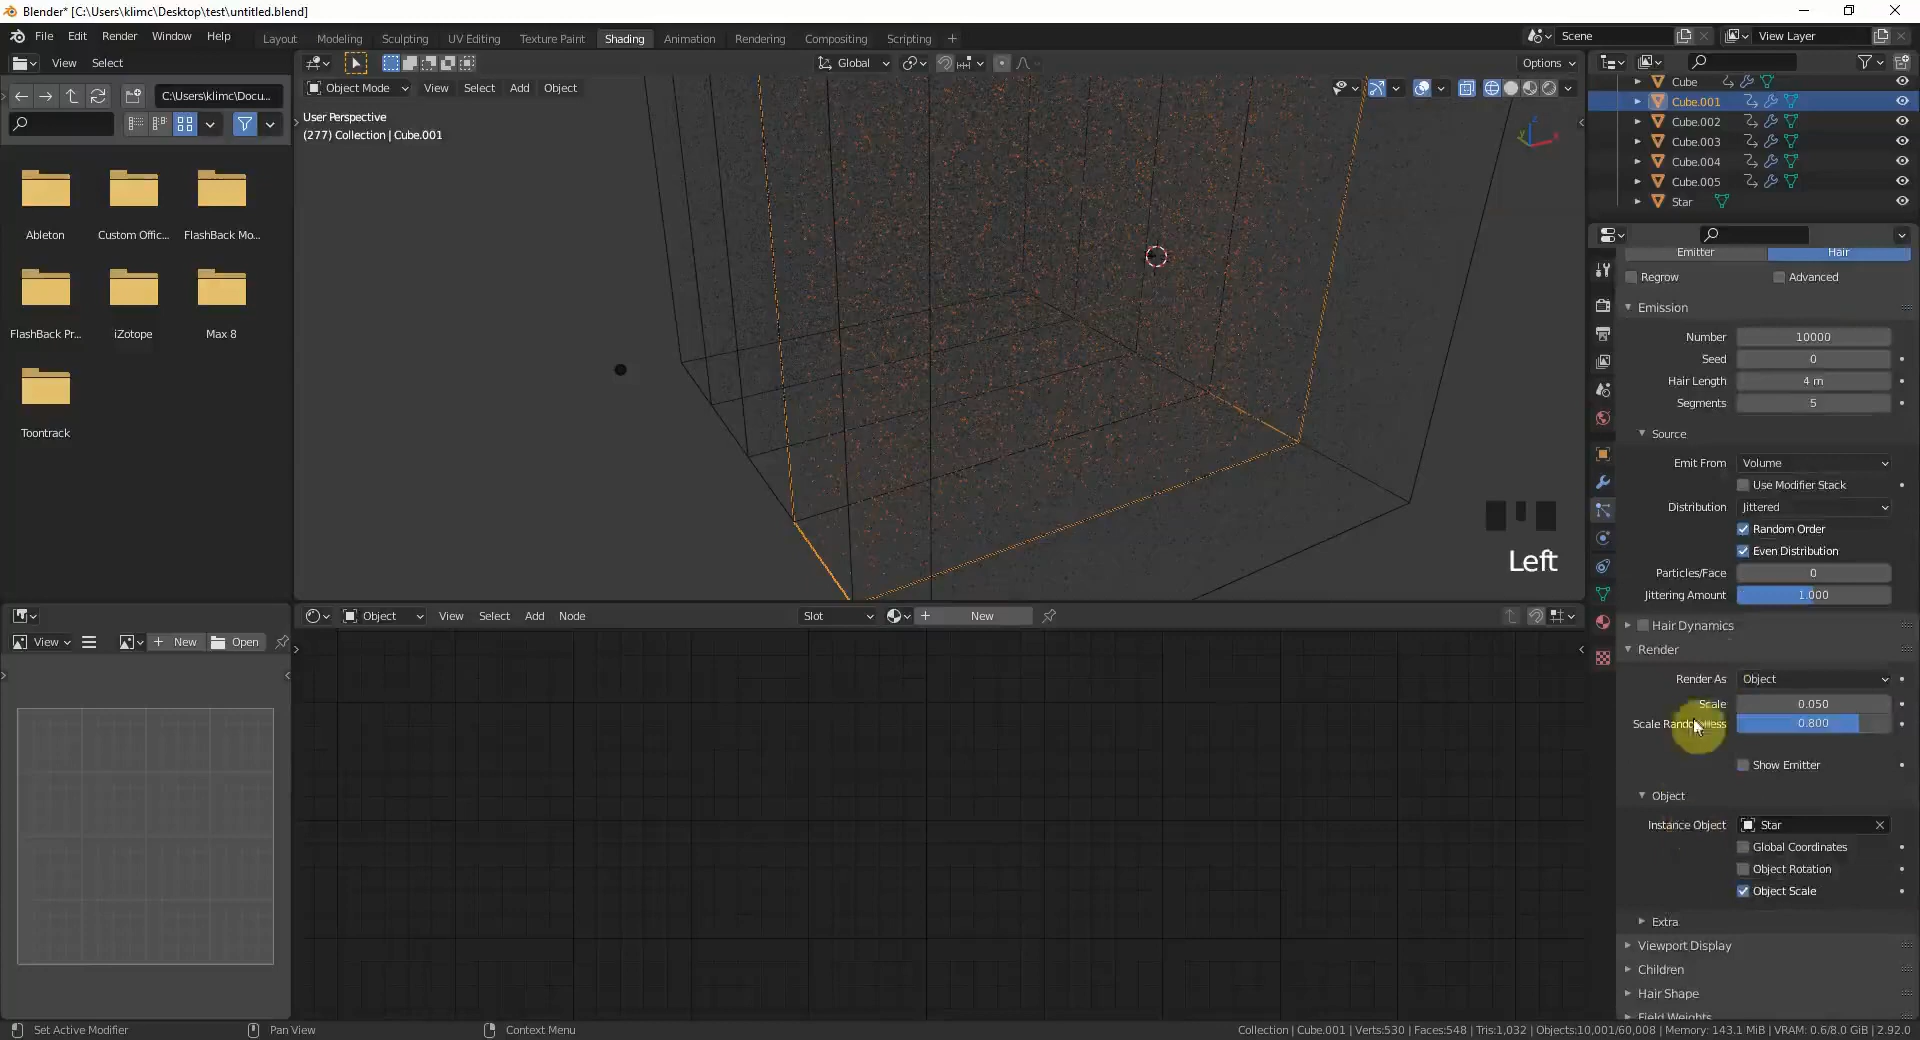 Blender* [C:\Users\klimc\Desktop\test\untitled.blend]
File Edit Render Window Help
Layout Modeling Sculpting UV Editing Texture Paint Shading Animation Rendering Compositing Scripting +
Scene
View Layer
View Select
Global
Options
C:\Users\klimc\Docu...
Object Mode View Select Add Object
User Perspective
(277) Collection | Cube.001
Cube
Cube.001
Cube.002
Cube.003
Cube.004
Cube.005
Star
Ableton
Custom Offic...
FlashBack Mo...
FlashBack Pr...
iZotope
Max 8
Toontrack
Left
Emitter Hair
Regrow Advanced
Emission
Number 10000
Seed 0
Hair Length 4 m
Segments 5
Source
Emit From Volume
Use Modifier Stack
Distribution Jittered
Random Order
Even Distribution
Particles/Face 0
Jittering Amount 1.000
Hair Dynamics
Render
Render As Object
Scale 0.050
Scale Randomness 0.800
Show Emitter
Object
Instance Object Star
Global Coordinates
Object Rotation
Object Scale
Extra
Viewport Display
Children
Hair Shape
Field Weights
View New Open
Object View Select Add Node
Slot
New
Set Active Modifier
Pan View
Context Menu
Collection | Cube.001 | Verts:530 | Faces:548 | Tris:1,032 | Objects:10,001/60,008 | Memory: 143.1 MiB | VRAM: 0.6/8.0 GiB | 2.92.0